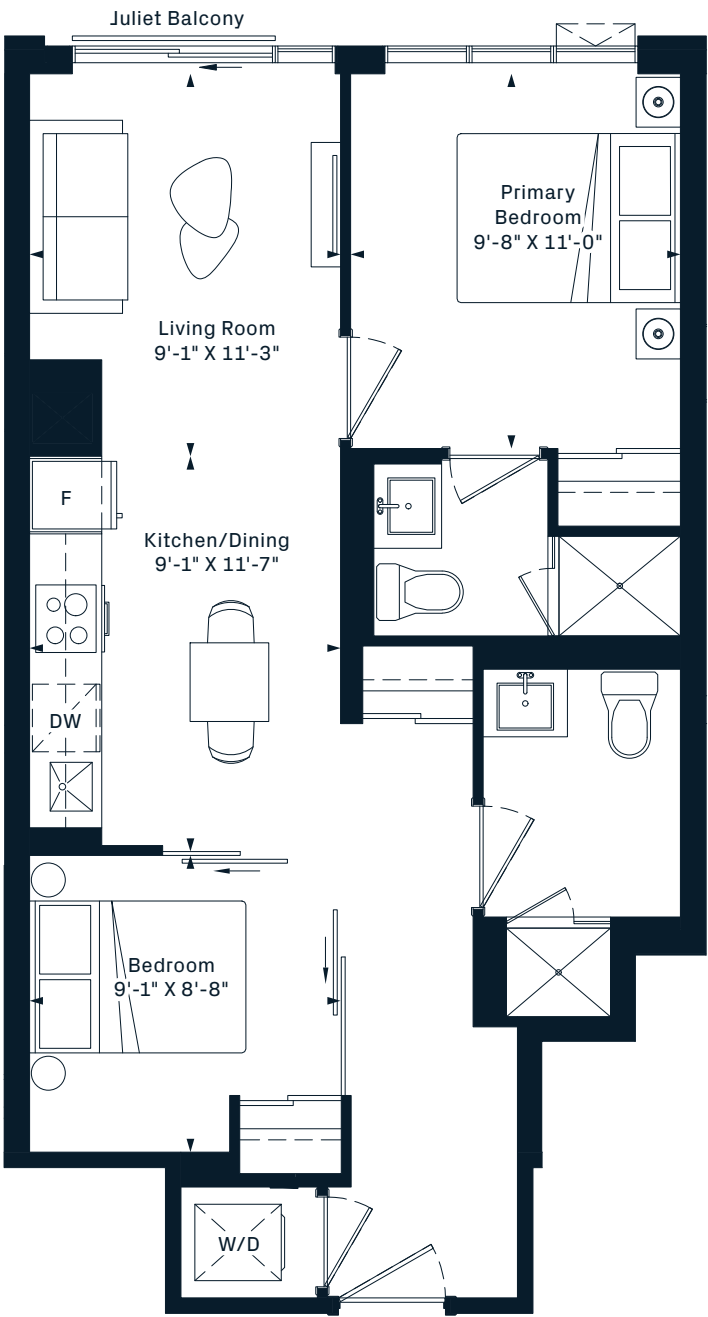 Juliet Balcony
Primary
Bedroom
9'-8" X 11'-0"
Living Room
9'-1" X 11'-3"
F
Kitchen/Dining
9'-1" X 11'-7"
DW
Bedroom
9'-1" X 8'-8"
W/D